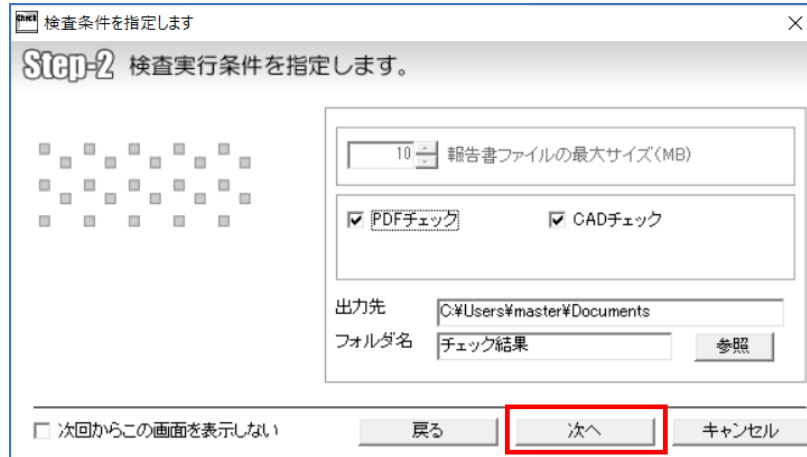 Check 検査条件を指定します
Step-2 検査実行条件を指定します。
10 報告書ファイルの最大サイズ(MB)
PDFチェック CADチェック
出力先 C:¥Users¥master¥Documents
フォルダ名 チェック結果 参照
次回からこの画面を表示しない 戻る 次へ キャンセル